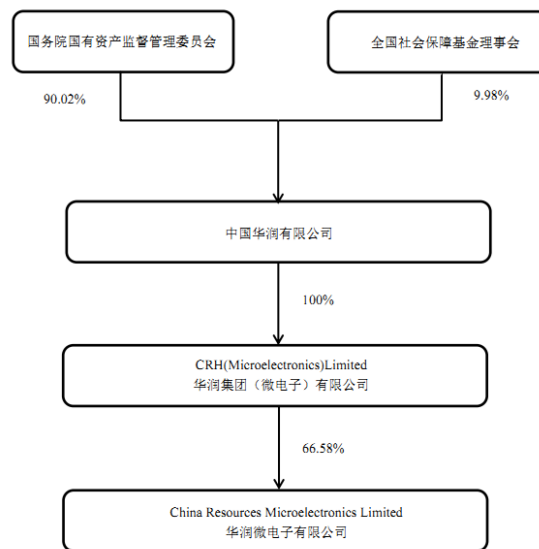 国务院国有资产监督管理委员会
全国社会保障基金理事会
90.02%
9.98%
中国华润有限公司
100%
CRH(Microelectronics)Limited
华润集团（微电子）有限公司
66.58%
China Resources Microelectronics Limited
华润微电子有限公司